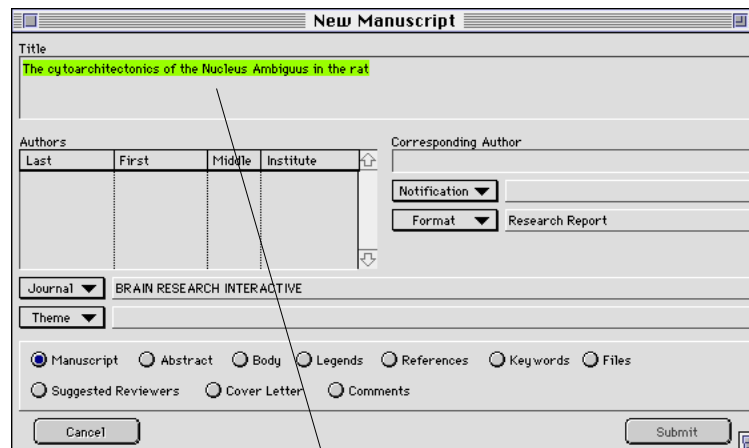 New Manuscript
Title
The cytoarchitectonics of the Nucleus Ambiguus in the rat
Authors
Corresponding Author
Last First Middle Institute
Notification
Format Research Report
Journal BRAIN RESEARCH INTERACTIVE
Theme
Manuscript Abstract Body Legends References Keywords Files
Suggested Reviewers Cover Letter Comments
Cancel Submit